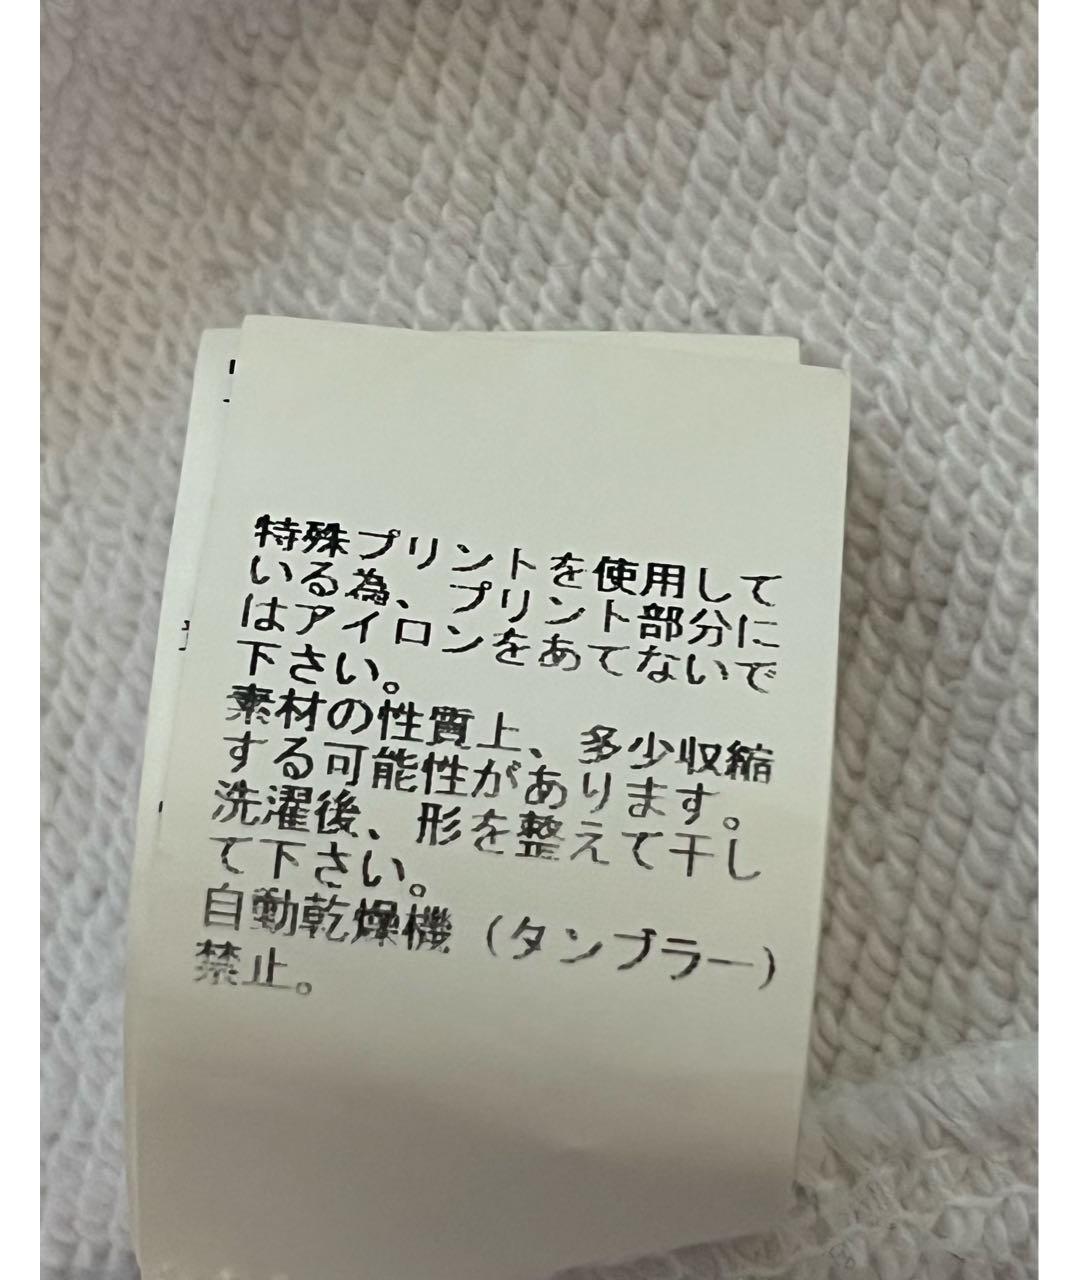 特殊プリントを使用して
いる為、プリント部分に
はアイロンをあてないで
下さい。
素材の性質上、多少収縮
する可能性があります。
洗濯後、形を整えて干し
て下さい。
自動乾燥機（タンブラー）
禁止。